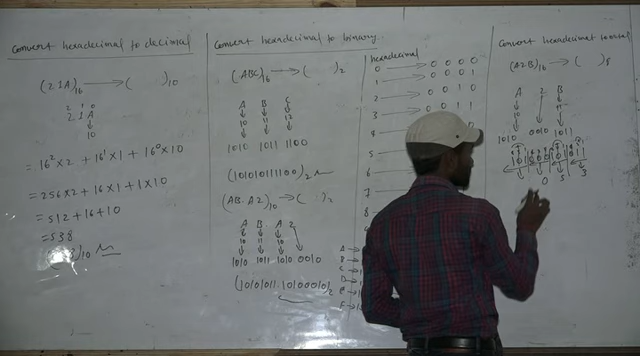 Convert hexadecimal to decimal
(21A)₁₆ → ( )₁₀
2 1 0
2 1 A
10
= 16² × 2 + 16¹ × 1 + 16⁰ × 10
= 256 × 2 + 16 × 1 + 1 × 10
= 512 + 16 + 10
= 538
)₁₀
Convert hexadecimal to binary
(ABC)₁₆ → ( )₂
A B C
10 11 12
1010 1011 1100
(101010111100)₂
(AB.A2)₁₀ → ( )₂
A B A 2
10 11 10
1010 1011 1010 0010
(10101011.10100010)₂
hexadecimal
0 → 0 0 0 0
1 → 0 0 0 1
2 → 0 0 1 0
3 → 0 0 1 1
4
5
6
7
8
A →
B →
C →
D →
E →
F →
Convert hexadecimal to
(A2B)₁₆ → ( )₈
A 2 B
10 11
1010 0010 1011
0 5 3